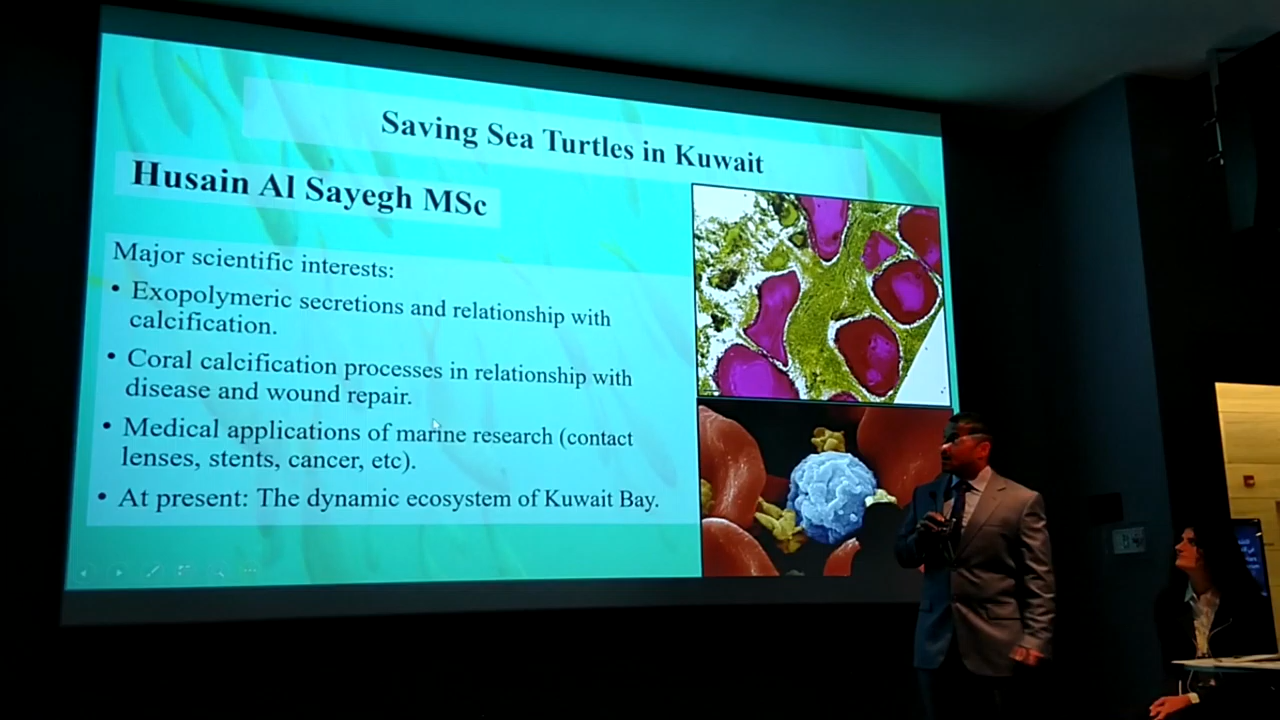 Saving Sea Turtles in Kuwait
Husain Al Sayegh MSc
Major scientific interests:
• Exopolymeric secretions and relationship with
calcification.
• Coral calcification processes in relationship with
disease and wound repair.
• Medical applications of marine research (contact
lenses, stents, cancer, etc).
• At present: The dynamic ecosystem of Kuwait Bay.